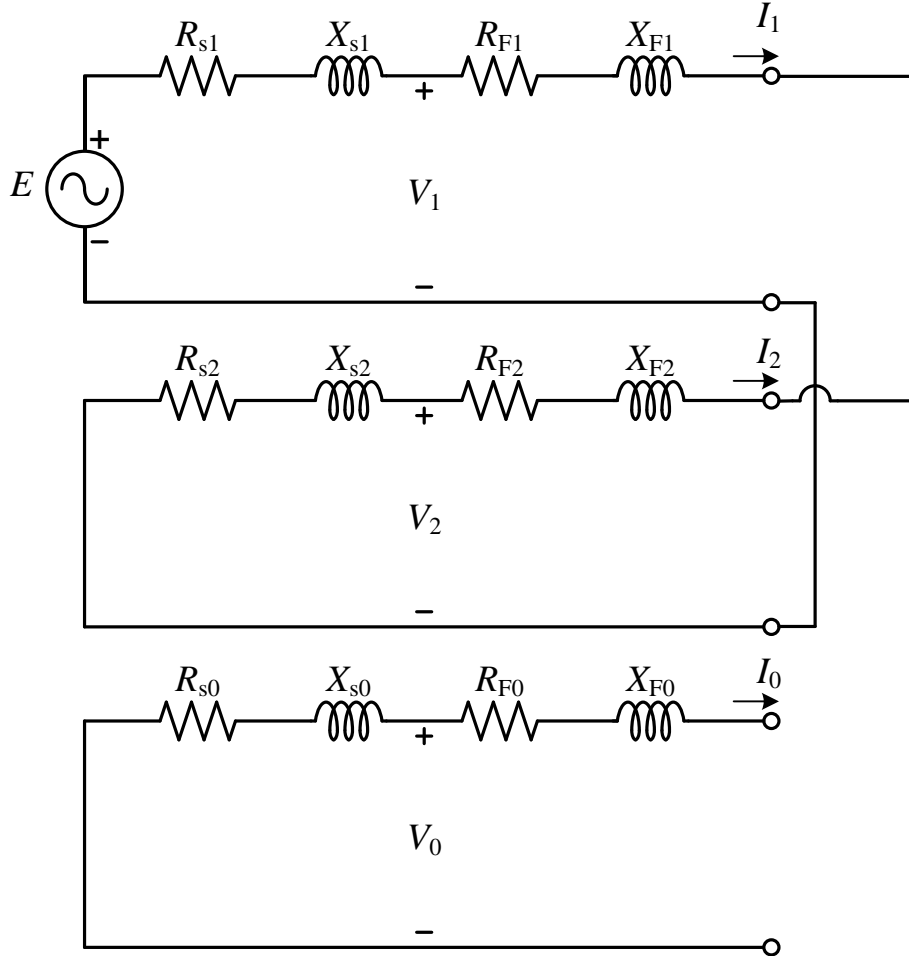 R_s1 X_s1 R_F1 X_F1 I_1
+
+
E V_1
−
−
R_s2 X_s2 R_F2 X_F2 I_2
+
V_2
−
R_s0 X_s0 R_F0 X_F0 I_0
+
V_0
−